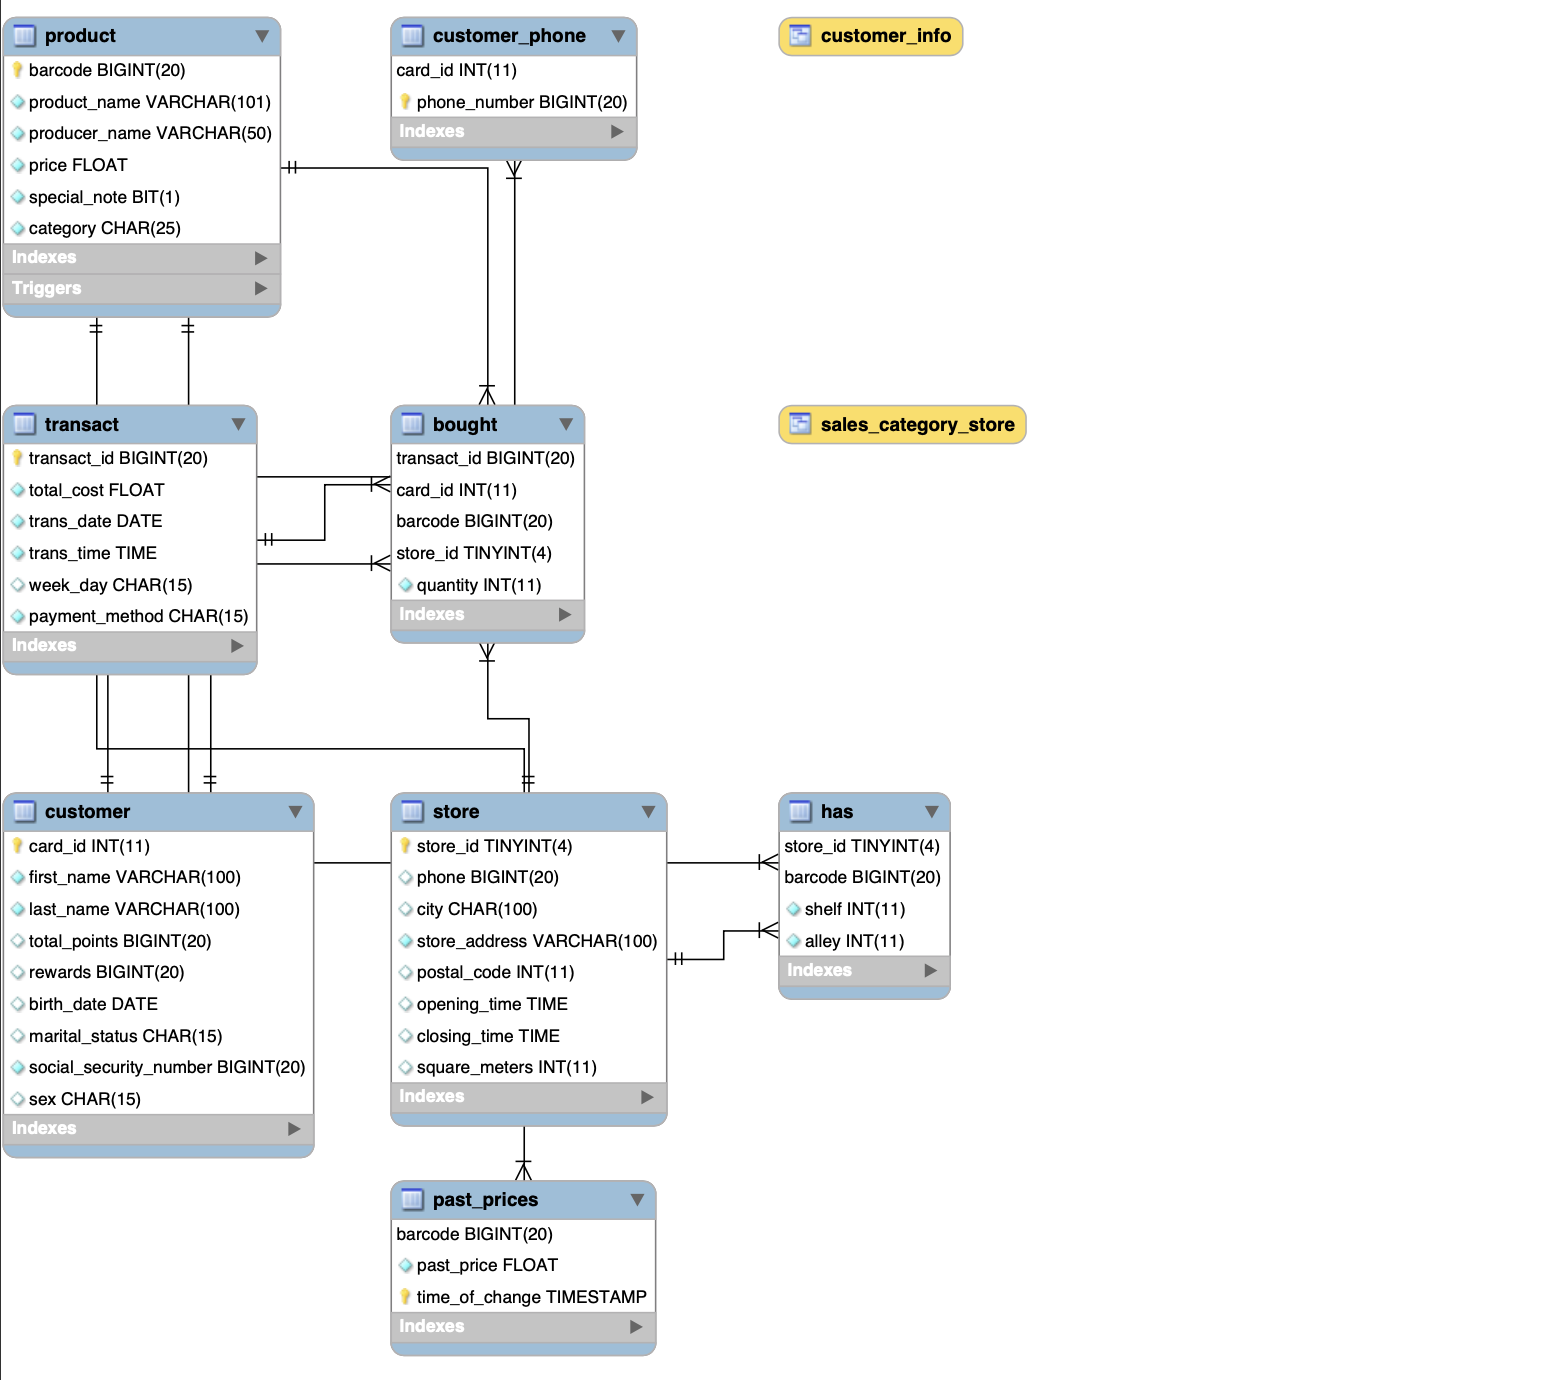 product
barcode BIGINT(20)
product_name VARCHAR(101)
producer_name VARCHAR(50)
price FLOAT
special_note BIT(1)
category CHAR(25)
Indexes
Triggers
customer_phone
card_id INT(11)
phone_number BIGINT(20)
Indexes
customer_info
transact
transact_id BIGINT(20)
total_cost FLOAT
trans_date DATE
trans_time TIME
week_day CHAR(15)
payment_method CHAR(15)
Indexes
bought
transact_id BIGINT(20)
card_id INT(11)
barcode BIGINT(20)
store_id TINYINT(4)
quantity INT(11)
Indexes
sales_category_store
customer
card_id INT(11)
first_name VARCHAR(100)
last_name VARCHAR(100)
total_points BIGINT(20)
rewards BIGINT(20)
birth_date DATE
marital_status CHAR(15)
social_security_number BIGINT(20)
sex CHAR(15)
Indexes
store
store_id TINYINT(4)
phone BIGINT(20)
city CHAR(100)
store_address VARCHAR(100)
postal_code INT(11)
opening_time TIME
closing_time TIME
square_meters INT(11)
Indexes
has
store_id TINYINT(4)
barcode BIGINT(20)
shelf INT(11)
alley INT(11)
Indexes
past_prices
barcode BIGINT(20)
past_price FLOAT
time_of_change TIMESTAMP
Indexes